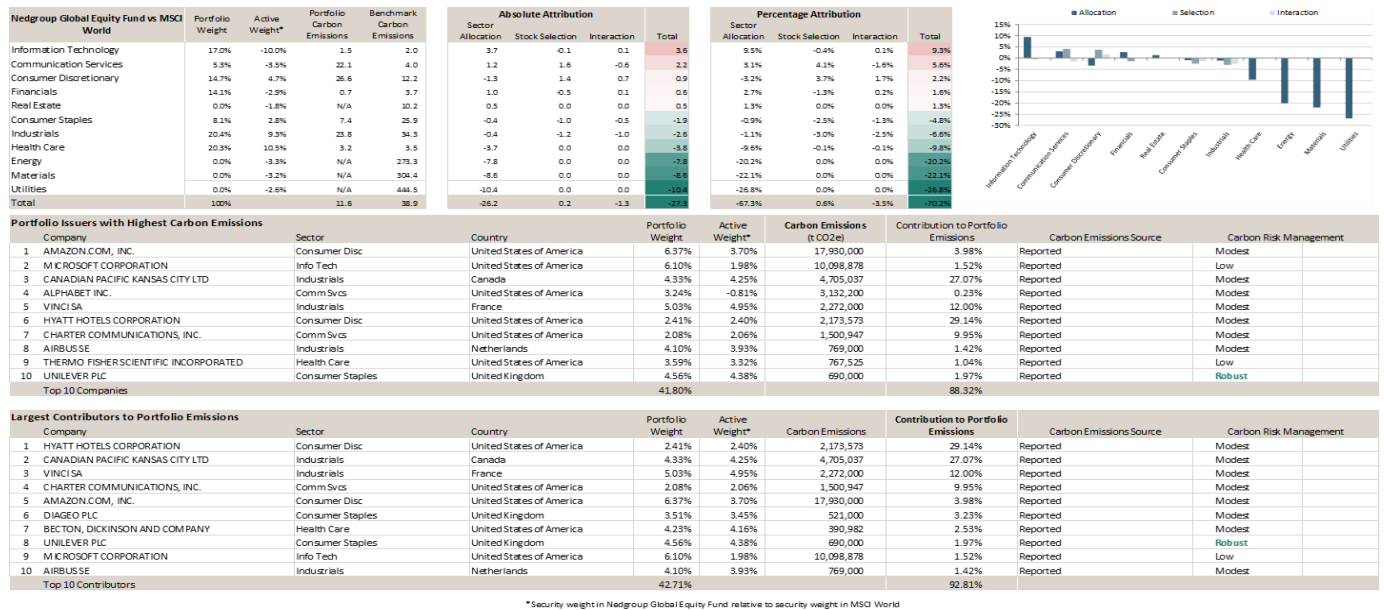 Nedgroup Global Equity Fund vs MSCI World Portfolio Weight Active Weight* Portfolio Carbon Emissions Benchmark Carbon Emissions
Information Technology 17.0% -10.0% 1.5 2.0
Communication Services 5.3% -3.5% 22.1 4.0
Consumer Discretionary 14.7% 4.7% 26.6 12.2
Financials 14.1% -2.9% 0.7 3.7
Real Estate 0.0% -1.8% N/A 10.2
Consumer Staples 8.1% 2.8% 7.4 25.9
Industrials 20.4% 9.3% 23.8 34.3
Health Care 20.3% 10.5% 3.2 3.5
Energy 0.0% -3.3% N/A 273.3
Materials 0.0% -3.2% N/A 304.4
Utilities 0.0% -2.6% N/A 444.5
Total 100% 11.6 38.9
Absolute Attribution
Sector Allocation Stock Selection Interaction Total
3.7 -0.1 0.1 3.6
1.2 1.6 -0.6 2.2
-1.3 1.4 0.7 0.9
1.0 -0.5 0.1 0.6
0.5 0.0 0.0 0.5
-0.4 -1.0 -0.5 -1.9
-0.4 -1.2 -1.0 -2.6
-3.7 0.0 0.0 -3.8
-7.8 0.0 0.0 -7.8
-8.6 0.0 0.0 -8.6
-10.4 0.0 0.0 -10.4
-26.2 0.2 -1.3 -27.3
Percentage Attribution
Sector Allocation Stock Selection Interaction Total
9.5% -0.4% 0.1% 9.3%
3.1% 4.1% -1.6% 5.6%
-3.2% 3.7% 1.7% 2.2%
2.7% -1.3% 0.2% 1.6%
1.3% 0.0% 0.0% 1.3%
-0.9% -2.5% -1.3% -4.8%
-1.1% -3.0% -2.5% -6.6%
-9.6% -0.1% -0.1% -9.8%
-20.2% 0.0% 0.0% -20.2%
-22.1% 0.0% 0.0% -22.1%
-26.8% 0.0% 0.0% -26.8%
-67.3% 0.6% -3.5% -70.2%
Allocation Selection Interaction
15%
10%
5%
0%
-5%
-10%
-15%
-20%
-25%
-30%
Information Technology
Communication Services
Consumer Discretionary
Financials
Real Estate
Consumer Staples
Industrials
Health Care
Energy
Materials
Utilities
Portfolio Issuers with Highest Carbon Emissions
Company Sector Country Portfolio Weight Active Weight* Carbon Emissions (t CO2e) Contribution to Portfolio Emissions Carbon Emissions Source Carbon Risk Management
1 AMAZON.COM, INC. Consumer Disc United States of America 6.37% 3.70% 17,930,000 3.98% Reported Modest
2 MICROSOFT CORPORATION Info Tech United States of America 6.10% 1.98% 10,098,878 1.52% Reported Low
3 CANADIAN PACIFIC KANSAS CITY LTD Industrials Canada 4.33% 4.25% 4,705,037 27.07% Reported Modest
4 ALPHABET INC. Comm Svcs United States of America 3.24% -0.81% 3,132,200 0.23% Reported Modest
5 VINCI SA Industrials France 5.03% 4.95% 2,272,000 12.00% Reported Modest
6 HYATT HOTELS CORPORATION Consumer Disc United States of America 2.41% 2.40% 2,173,573 29.14% Reported Modest
7 CHARTER COMMUNICATIONS, INC. Comm Svcs United States of America 2.08% 2.06% 1,500,947 9.95% Reported Modest
8 AIRBUS SE Industrials Netherlands 4.10% 3.93% 769,000 1.42% Reported Modest
9 THERMO FISHER SCIENTIFIC INCORPORATED Health Care United States of America 3.59% 3.32% 767,525 1.04% Reported Low
10 UNILEVER PLC Consumer Staples United Kingdom 4.56% 4.38% 690,000 1.97% Reported Robust
Top 10 Companies 41.80% 88.32%
Largest Contributors to Portfolio Emissions
Company Sector Country Portfolio Weight Active Weight* Carbon Emissions Contribution to Portfolio Emissions Carbon Emissions Source Carbon Risk Management
1 HYATT HOTELS CORPORATION Consumer Disc United States of America 2.41% 2.40% 2,173,573 29.14% Reported Modest
2 CANADIAN PACIFIC KANSAS CITY LTD Industrials Canada 4.33% 4.25% 4,705,037 27.07% Reported Modest
3 VINCI SA Industrials France 5.03% 4.95% 2,272,000 12.00% Reported Modest
4 CHARTER COMMUNICATIONS, INC. Comm Svcs United States of America 2.08% 2.06% 1,500,947 9.95% Reported Modest
5 AMAZON.COM, INC. Consumer Disc United States of America 6.37% 3.70% 17,930,000 3.98% Reported Modest
6 DIAGEO PLC Consumer Staples United Kingdom 3.51% 3.45% 521,000 3.23% Reported Modest
7 BECTON, DICKINSON AND COMPANY Health Care United States of America 4.23% 4.16% 390,982 2.53% Reported Modest
8 UNILEVER PLC Consumer Staples United Kingdom 4.56% 4.38% 690,000 1.97% Reported Robust
9 MICROSOFT CORPORATION Info Tech United States of America 6.10% 1.98% 10,098,878 1.52% Reported Low
10 AIRBUS SE Industrials Netherlands 4.10% 3.93% 769,000 1.42% Reported Modest
Top 10 Contributors 42.71% 92.81%
*Security weight in Nedgroup Global Equity Fund relative to security weight in MSCI World